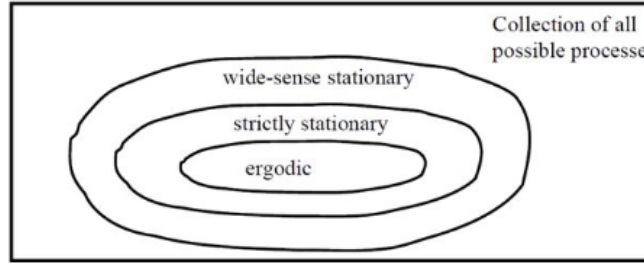 Collection of all
possible processe
wide-sense stationary
strictly stationary
ergodic